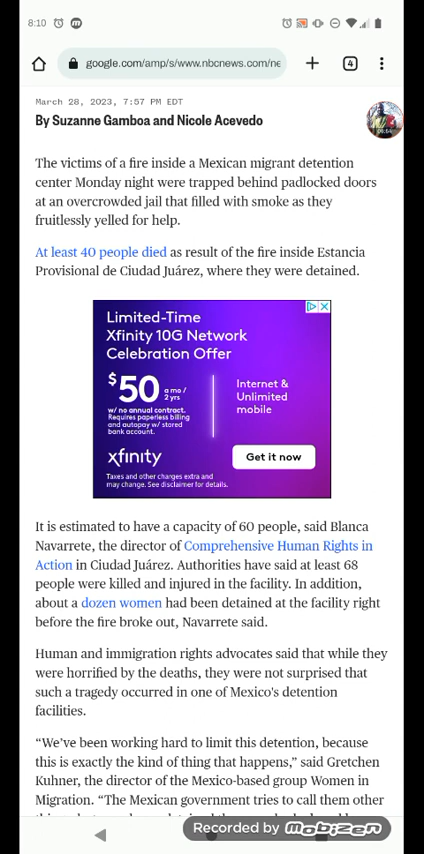 8:10
4
google.com/amp/s/www.nbcnews.com/ne
March 28, 2023, 7:57 PM EDT
By Suzanne Gamboa and Nicole Acevedo
The victims of a fire inside a Mexican migrant detention
center Monday night were trapped behind padlocked doors
at an overcrowded jail that filled with smoke as they
fruitlessly yelled for help.
At least 40 people died as result of the fire inside Estancia
Provisional de Ciudad Juárez, where they were detained.
Limited-Time
Xfinity 10G Network
Celebration Offer
$50 a mo / 2 yrs
w/ no annual contract.
Requires paperless billing
and autopay w/ stored
bank account.
Internet &
Unlimited
mobile
xfinity
Get it now
Taxes and other charges extra and
may change. See disclaimer for details.
It is estimated to have a capacity of 60 people, said Blanca
Navarrete, the director of Comprehensive Human Rights in
Action in Ciudad Juárez. Authorities have said at least 68
people were killed and injured in the facility. In addition,
about a dozen women had been detained at the facility right
before the fire broke out, Navarrete said.
Human and immigration rights advocates said that while they
were horrified by the deaths, they were not surprised that
such a tragedy occurred in one of Mexico's detention
facilities.
“We’ve been working hard to limit this detention, because
this is exactly the kind of thing that happens,” said Gretchen
Kuhner, the director of the Mexico-based group Women in
Migration. “The Mexican government tries to call them other
Recorded by mobizen